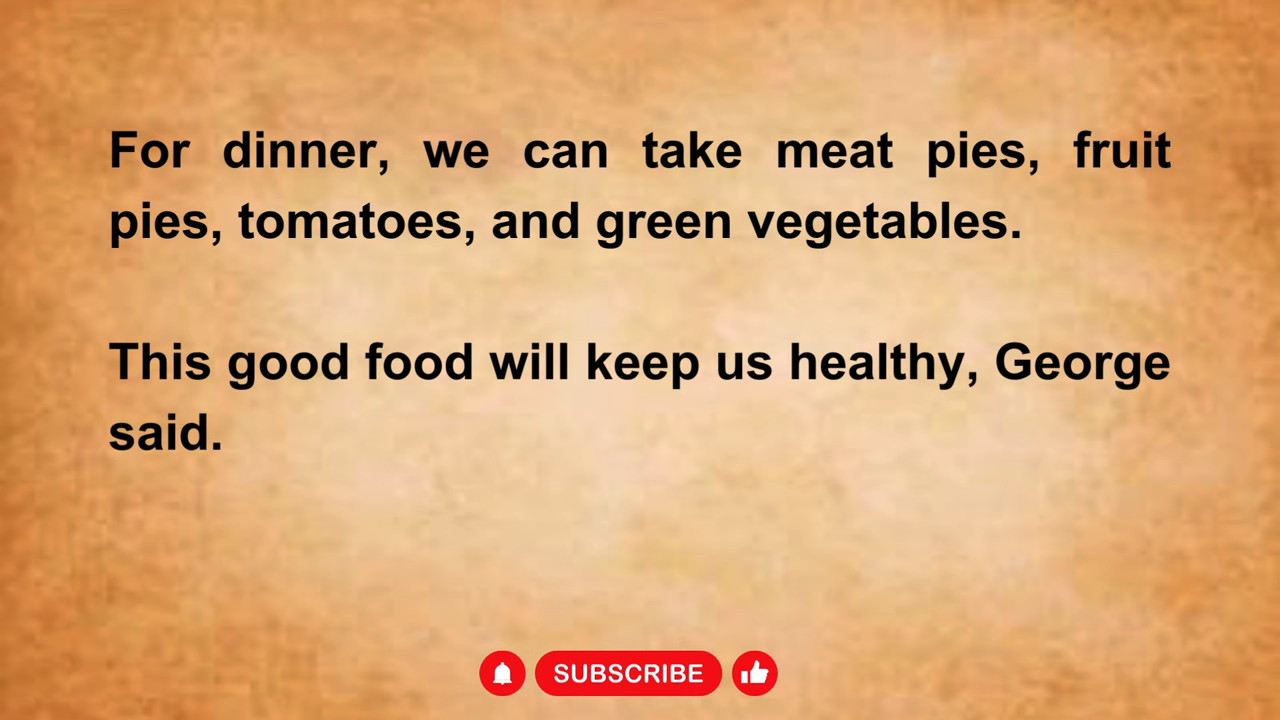 For dinner, we can take meat pies, fruit
pies, tomatoes, and green vegetables.
This good food will keep us healthy, George
said.
SUBSCRIBE